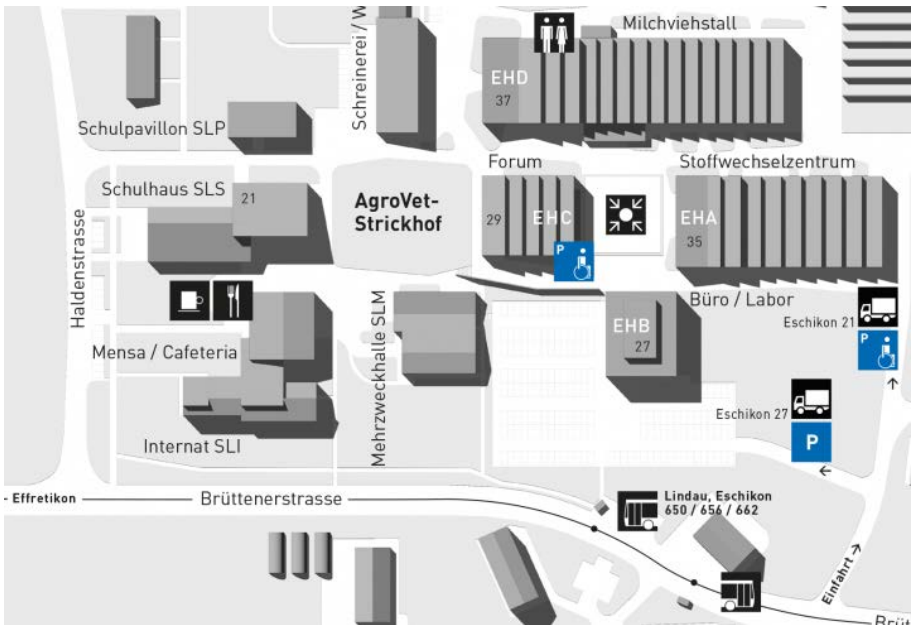 Schreinerei / W
Milchviehstall
EHD
37
Schulpavillon SLP
Forum
Stoffwechselzentrum
Schulhaus SLS
21
AgroVet-
Strickhof
29
EHC
EHA
35
P
Haldenstrasse
Büro / Labor
Eschikon 21
P
EHB
27
Mensa / Cafeteria
Mehrzweckhalle SLM
Eschikon 27
P
Internat SLI
Effretikon
Brüttenerstrasse
Lindau, Eschikon
650 / 656 / 662
Einfahrt
Brüt